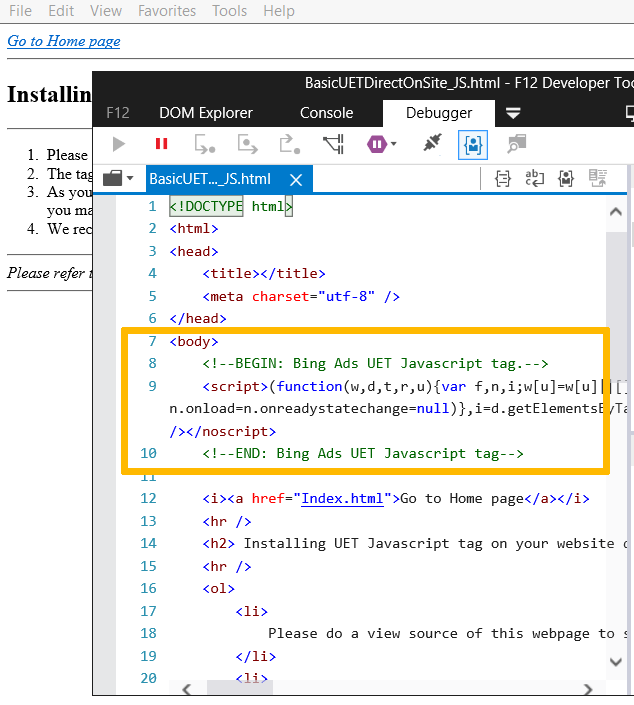 File Edit View Favorites Tools Help
Go to Home page
Installin
1. Please
2. The tag
3. As you
you ma
4. We rec
Please refer t
BasicUETDirectOnSite_JS.html - F12 Developer Too
F12 DOM Explorer Console Debugger
BasicUET..._JS.html
1 <!DOCTYPE html>
2 <html>
3 <head>
4 <title></title>
5 <meta charset="utf-8" />
6 </head>
7 <body>
8 <!--BEGIN: Bing Ads UET Javascript tag.-->
9 <script>(function(w,d,t,r,u){var f,n,i;w[u]=w[u]||[]
n.onload=n.onreadystatechange=null)},i=d.getElementsByTa
/></noscript>
10 <!--END: Bing Ads UET Javascript tag-->
11
12 <i><a href="Index.html">Go to Home page</a></i>
13 <hr />
14 <h2> Installing UET Javascript tag on your website
15 <hr />
16 <ol>
17 <li>
18 Please do a view source of this webpage to s
19 </li>
20 <li>